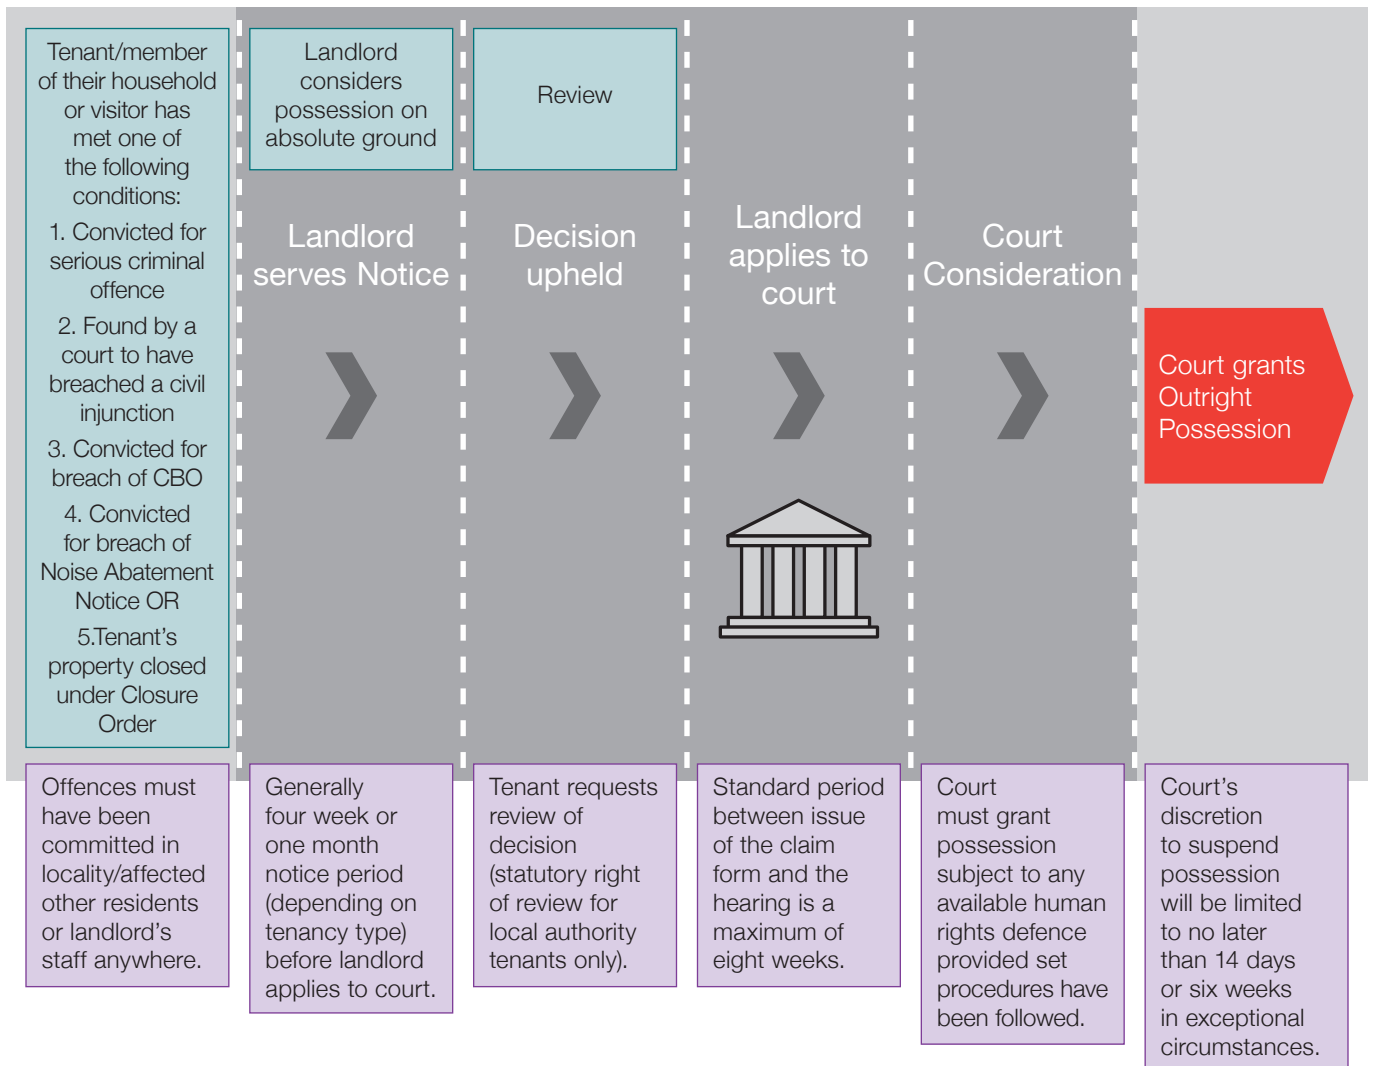 Tenant/member
of their household
or visitor has
met one of
the following
conditions:
1. Convicted for
serious criminal
offence
2. Found by a
court to have
breached a civil
injunction
3. Convicted for
breach of CBO
4. Convicted
for breach of
Noise Abatement
Notice OR
5.Tenant’s
property closed
under Closure
Order
Offences must
have been
committed in
locality/affected
other residents
or landlord’s
staff anywhere.
Landlord
considers
possession on
absolute ground
Landlord
serves Notice
Generally
four week or
one month
notice period
(depending on
tenancy type)
before landlord
applies to court.
Review
Decision
upheld
Tenant requests
review of
decision
(statutory right
of review for
local authority
tenants only).
Landlord
applies to
court
Standard period
between issue
of the claim
form and the
hearing is a
maximum of
eight weeks.
Court
Consideration
Court
must grant
possession
subject to any
available human
rights defence
provided set
procedures have
been followed.
Court grants
Outright
Possession
Court’s
discretion
to suspend
possession
will be limited
to no later
than 14 days
or six weeks
in exceptional
circumstances.